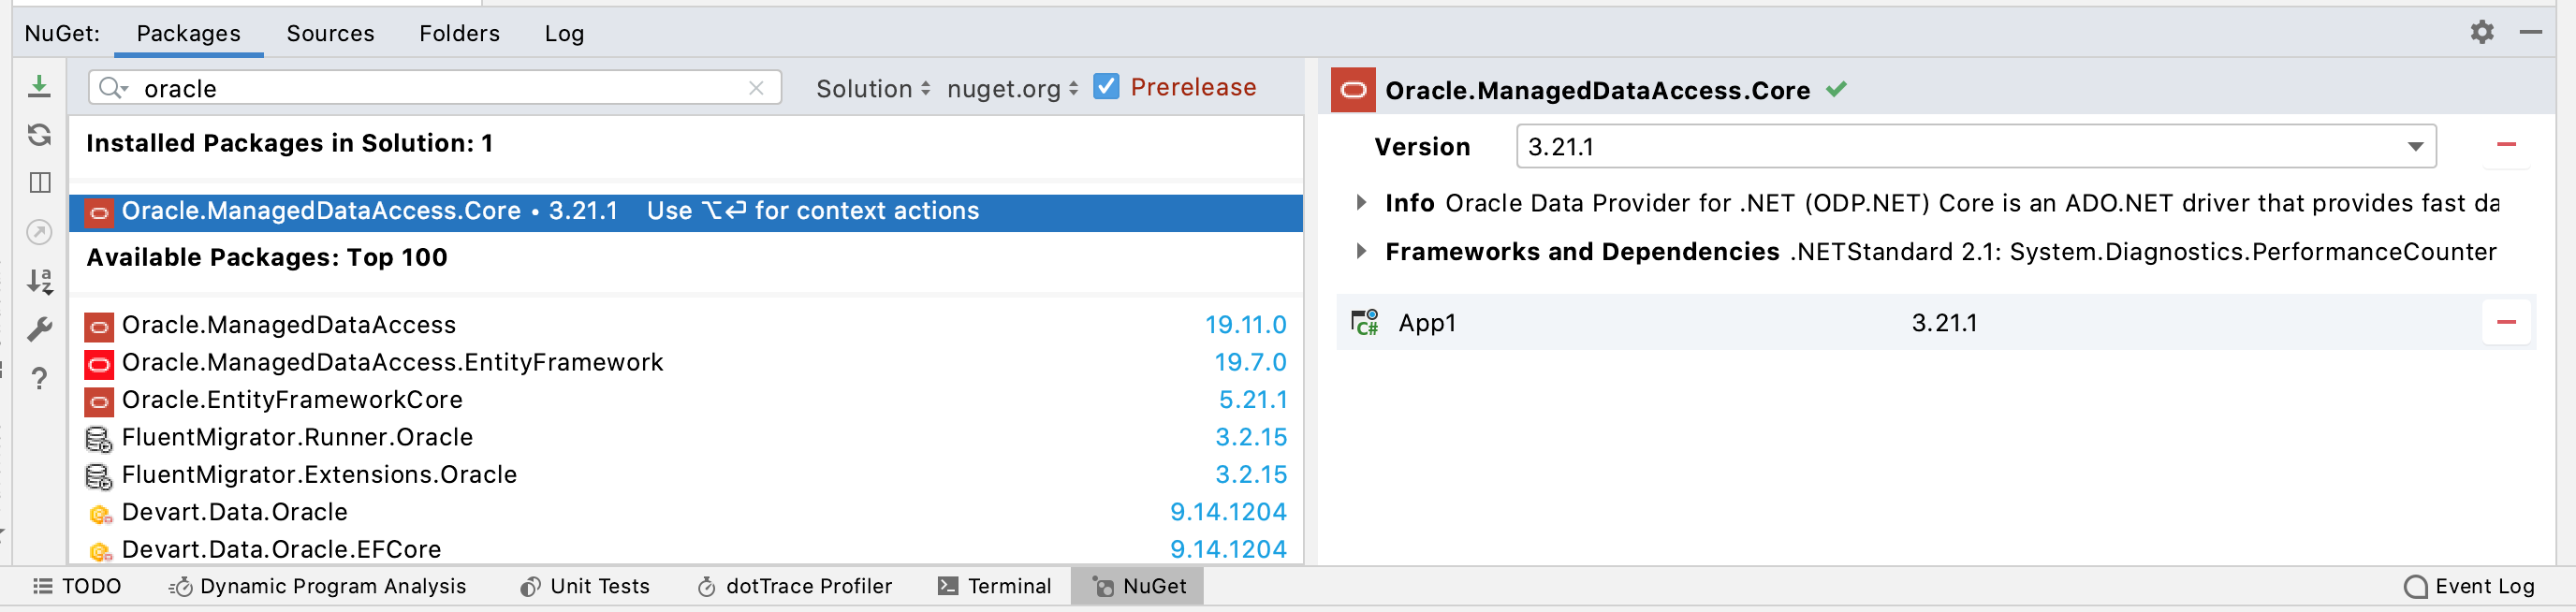 NuGet: Packages Sources Folders Log
oracle Solution nuget.org Prerelease
Installed Packages in Solution: 1
Oracle.ManagedDataAccess.Core • 3.21.1 Use ⌥⏎ for context actions
Available Packages: Top 100
Oracle.ManagedDataAccess 19.11.0
Oracle.ManagedDataAccess.EntityFramework 19.7.0
Oracle.EntityFrameworkCore 5.21.1
FluentMigrator.Runner.Oracle 3.2.15
FluentMigrator.Extensions.Oracle 3.2.15
Devart.Data.Oracle 9.14.1204
Devart.Data.Oracle.EFCore 9.14.1204
Oracle.ManagedDataAccess.Core
Version 3.21.1
Info Oracle Data Provider for .NET (ODP.NET) Core is an ADO.NET driver that provides fast da
Frameworks and Dependencies .NETStandard 2.1: System.Diagnostics.PerformanceCounter
C# App1 3.21.1
TODO Dynamic Program Analysis Unit Tests dotTrace Profiler Terminal NuGet Event Log